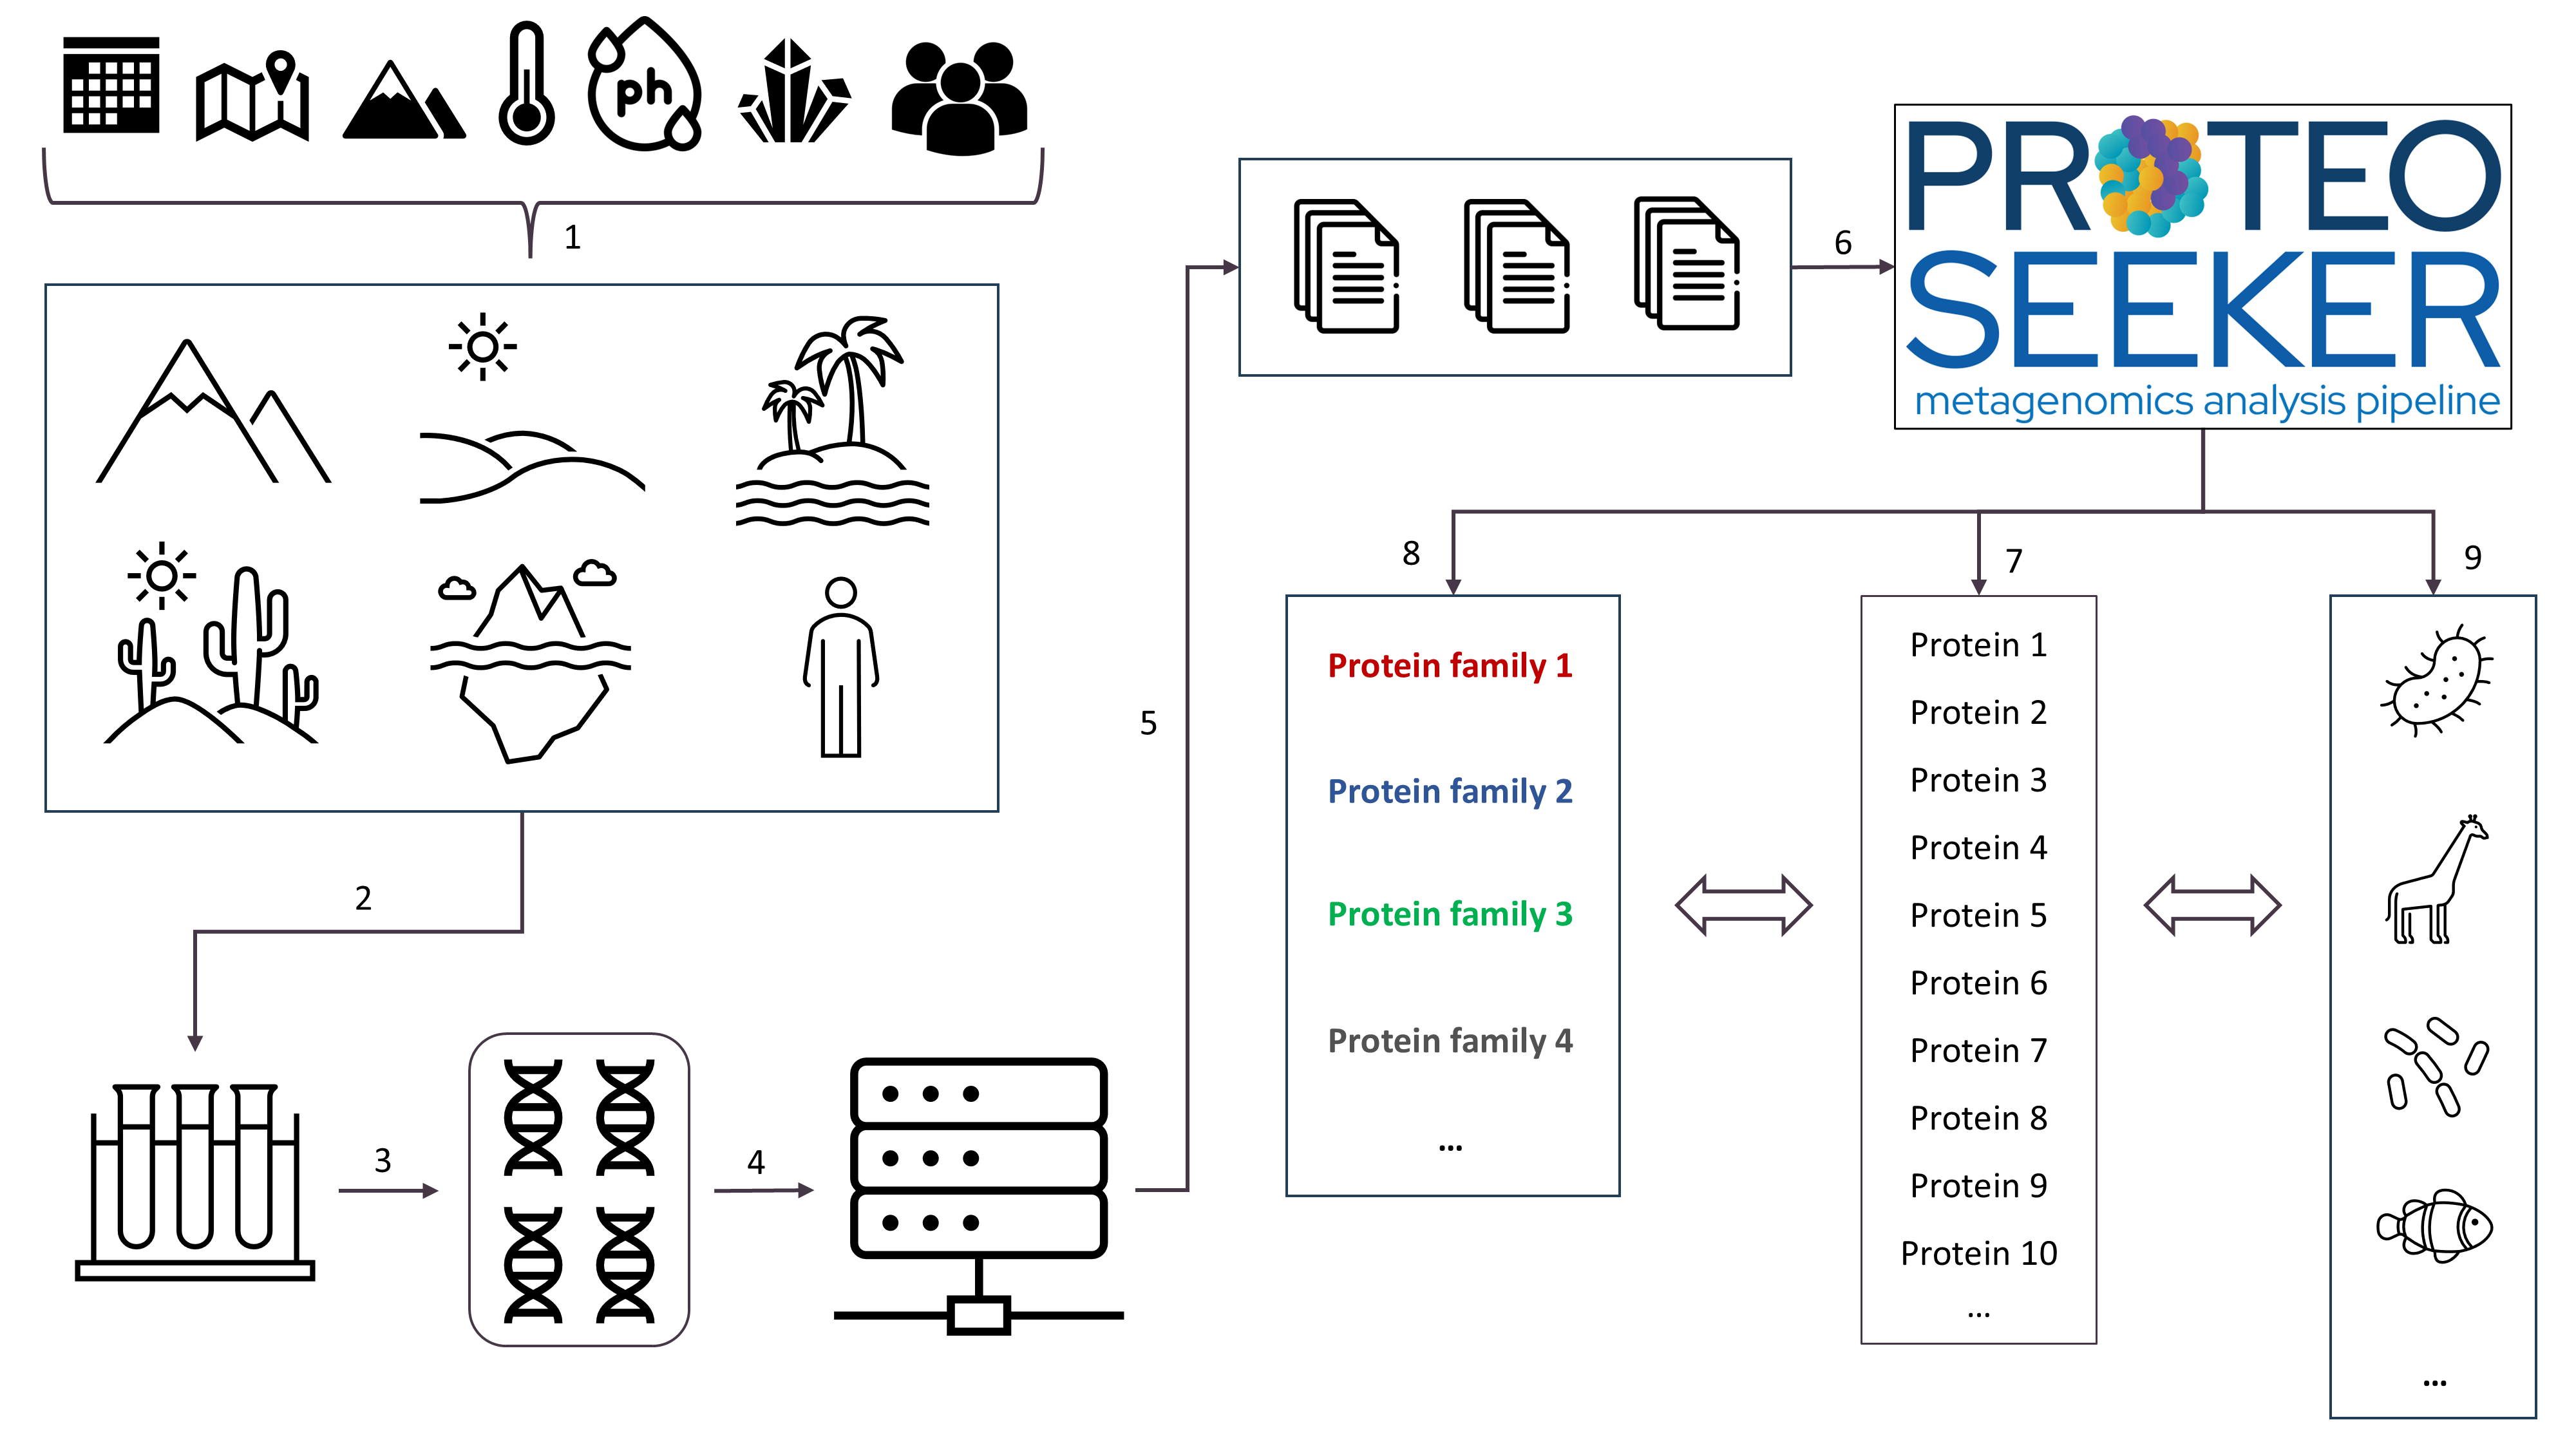 ph
1
2
3
4
5
6
PROTEO
SEEKER
metagenomics analysis pipeline
8
7
9
Protein family 1
Protein family 2
Protein family 3
Protein family 4
...
Protein 1
Protein 2
Protein 3
Protein 4
Protein 5
Protein 6
Protein 7
Protein 8
Protein 9
Protein 10
...
...